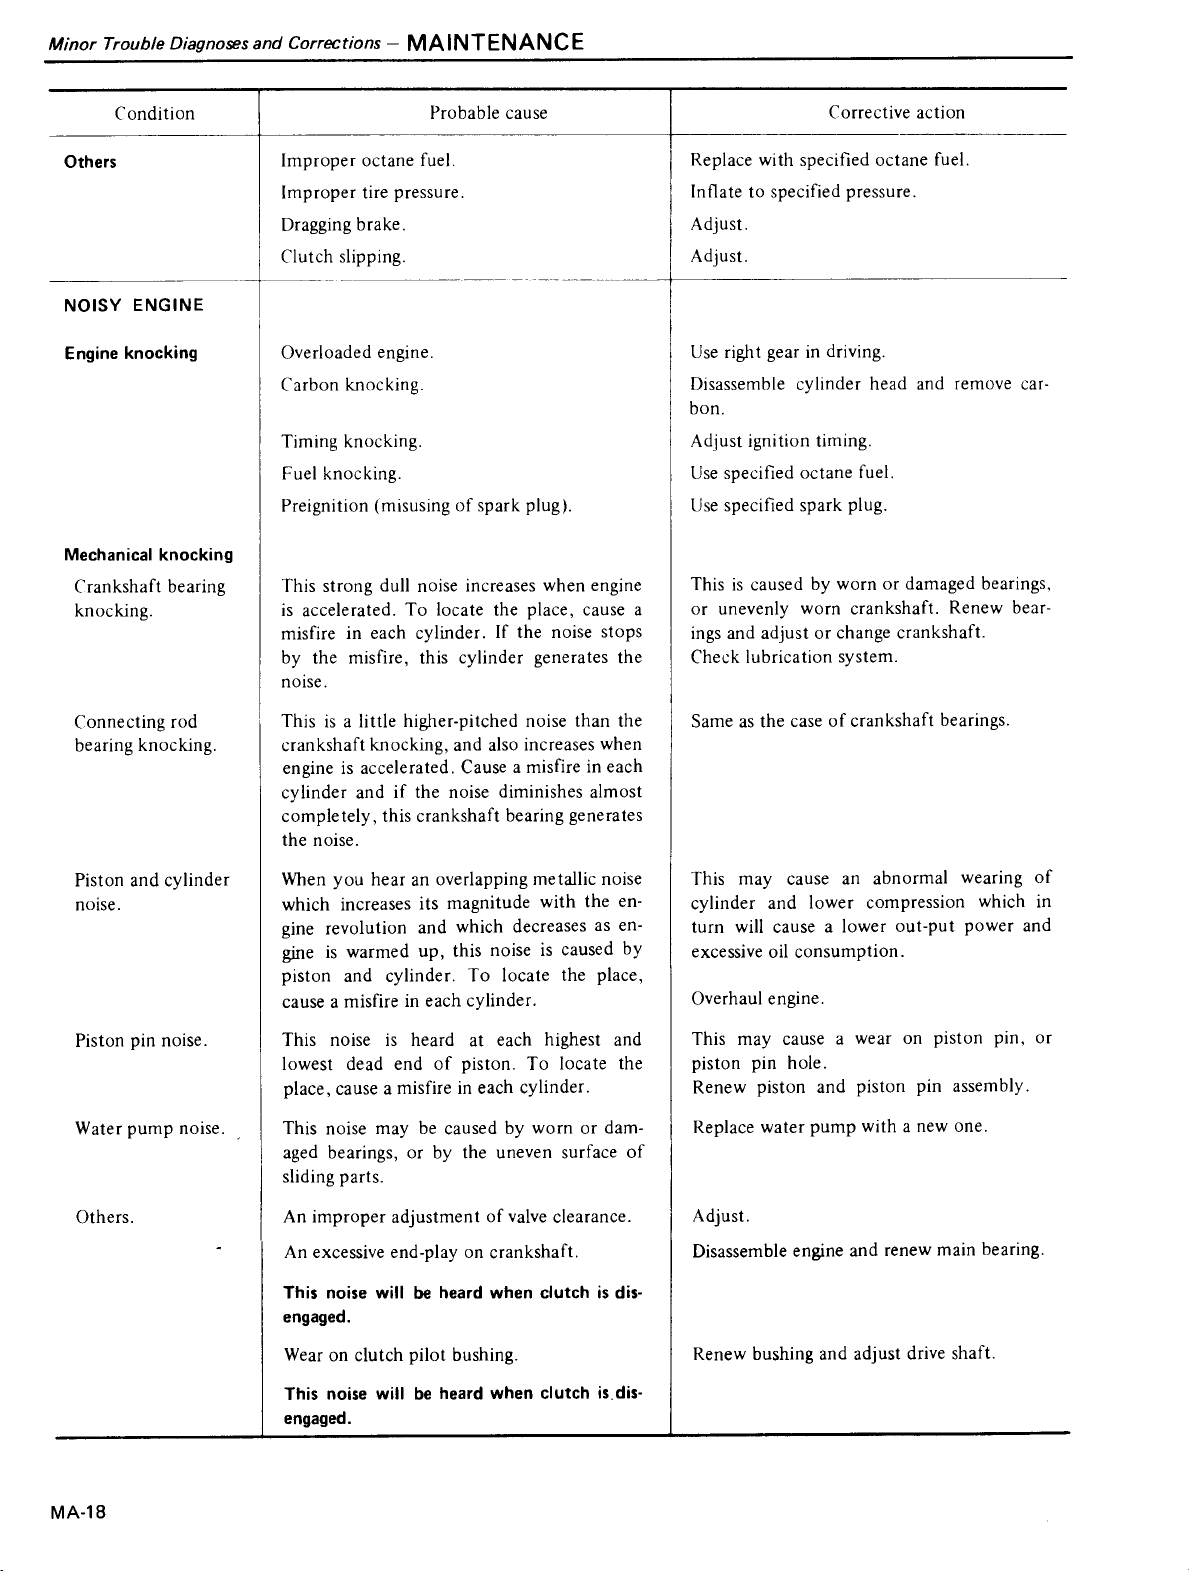 Minor Trouble Diagnoses and Corrections – MAINTENANCE
Condition
Probable cause
Corrective action
Others
Improper octane fuel.
Replace with specified octane fuel.
Improper tire pressure.
Inflate to specified pressure.
Dragging brake.
Adjust.
Clutch slipping.
Adjust.
NOISY ENGINE
Engine knocking
Overloaded engine.
Use right gear in driving.
Carbon knocking.
Disassemble cylinder head and remove car-
bon.
Timing knocking.
Adjust ignition timing.
Fuel knocking.
Use specified octane fuel.
Preignition (misusing of spark plug).
Use specified spark plug.
Mechanical knocking
Crankshaft bearing
knocking.
This strong dull noise increases when engine
is accelerated. To locate the place, cause a
misfire in each cylinder. If the noise stops
by the misfire, this cylinder generates the
noise.
This is caused by worn or damaged bearings,
or unevenly worn crankshaft. Renew bear-
ings and adjust or change crankshaft.
Check lubrication system.
Connecting rod
bearing knocking.
This is a little higher-pitched noise than the
crankshaft knocking, and also increases when
engine is accelerated. Cause a misfire in each
cylinder and if the noise diminishes almost
completely, this crankshaft bearing generates
the noise.
Same as the case of crankshaft bearings.
Piston and cylinder
noise.
When you hear an overlapping metallic noise
which increases its magnitude with the en-
gine revolution and which decreases as en-
gine is warmed up, this noise is caused by
piston and cylinder. To locate the place,
cause a misfire in each cylinder.
This may cause an abnormal wearing of
cylinder and lower compression which in
turn will cause a lower out-put power and
excessive oil consumption.
Overhaul engine.
Piston pin noise.
This noise is heard at each highest and
lowest dead end of piston. To locate the
place, cause a misfire in each cylinder.
This may cause a wear on piston pin, or
piston pin hole.
Renew piston and piston pin assembly.
Water pump noise.
This noise may be caused by worn or dam-
aged bearings, or by the uneven surface of
sliding parts.
Replace water pump with a new one.
Others.
An improper adjustment of valve clearance.
Adjust.
An excessive end-play on crankshaft.
Disassemble engine and renew main bearing.
This noise will be heard when clutch is dis-
engaged.
Wear on clutch pilot bushing.
Renew bushing and adjust drive shaft.
This noise will be heard when clutch is dis-
engaged.
MA-18